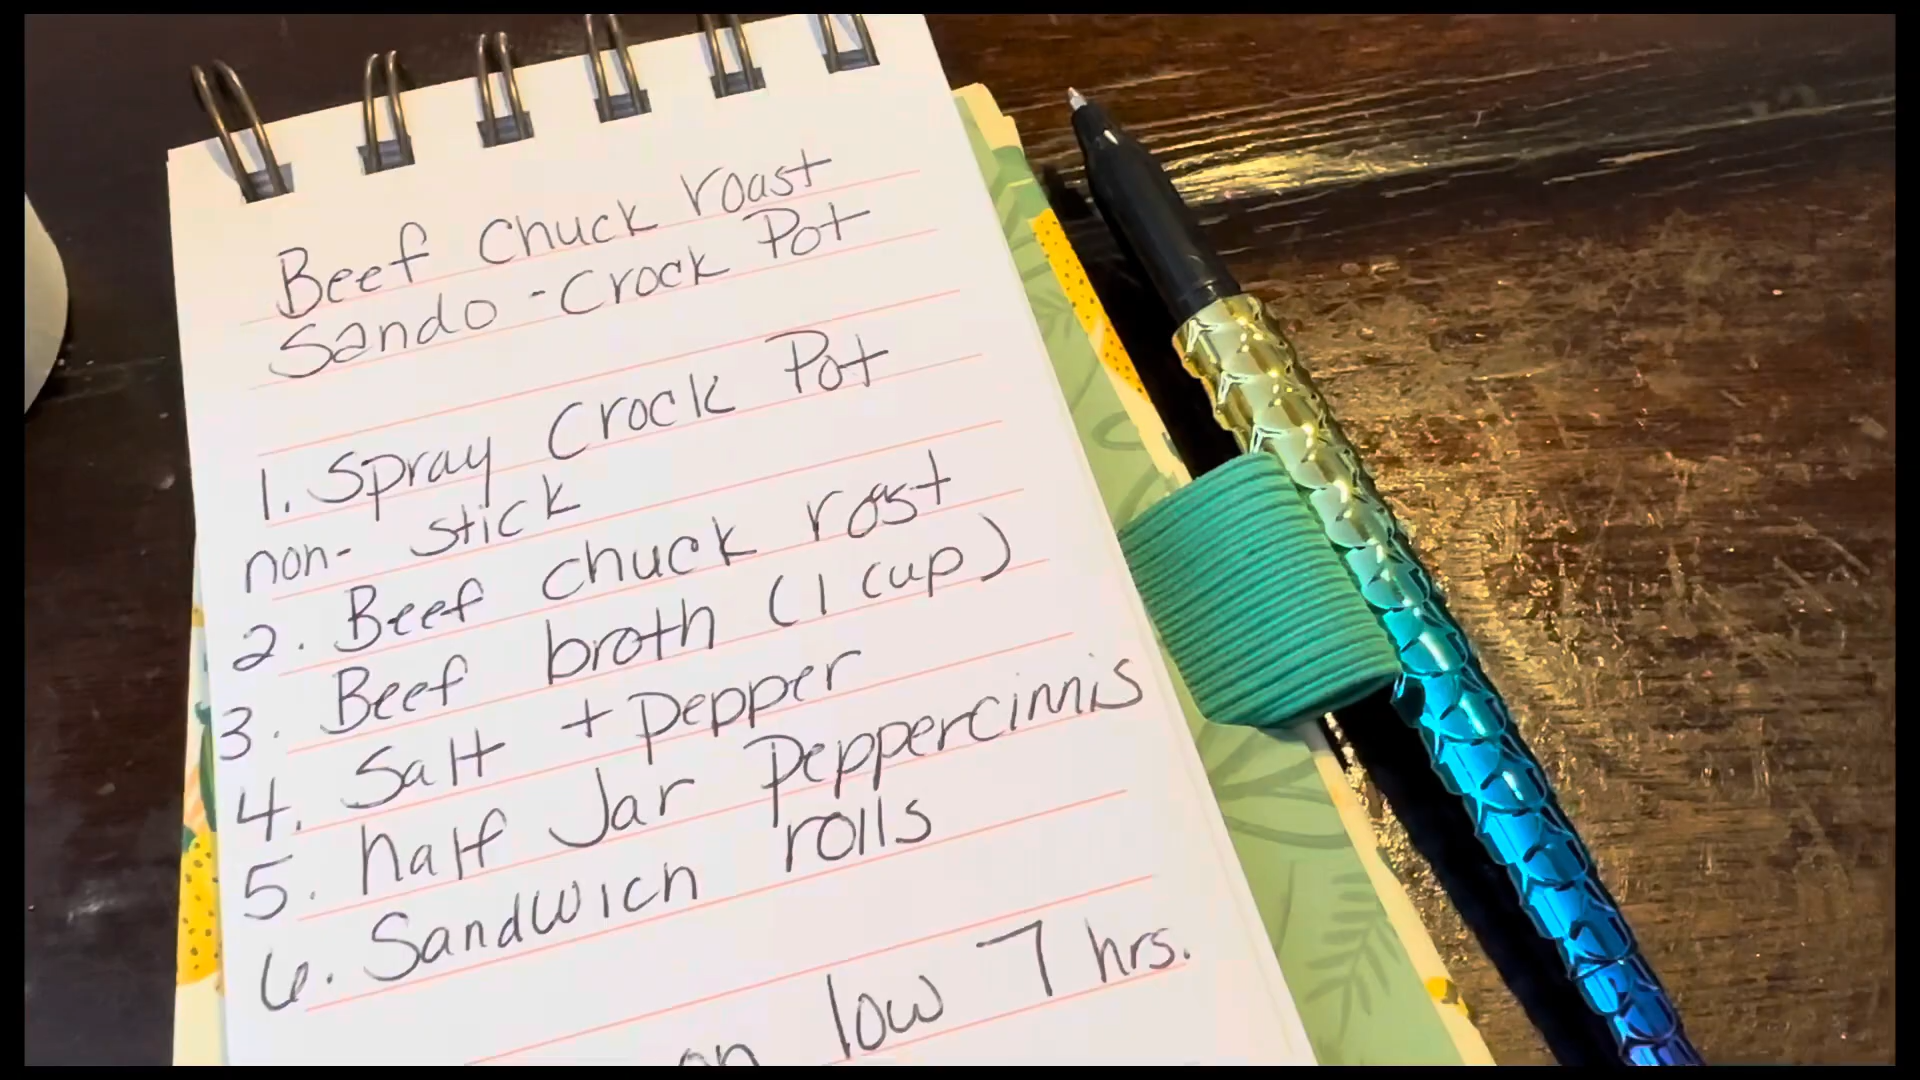 Beef Chuck roast
Sando - Crock Pot
1. Spray Crock Pot
non- stick
2. Beef chuck rost
3. Beef broth (1 cup)
4. Salt + pepper
5. half Jar Peppercinnis
6. Sandwich rolls
on low 7 hrs.